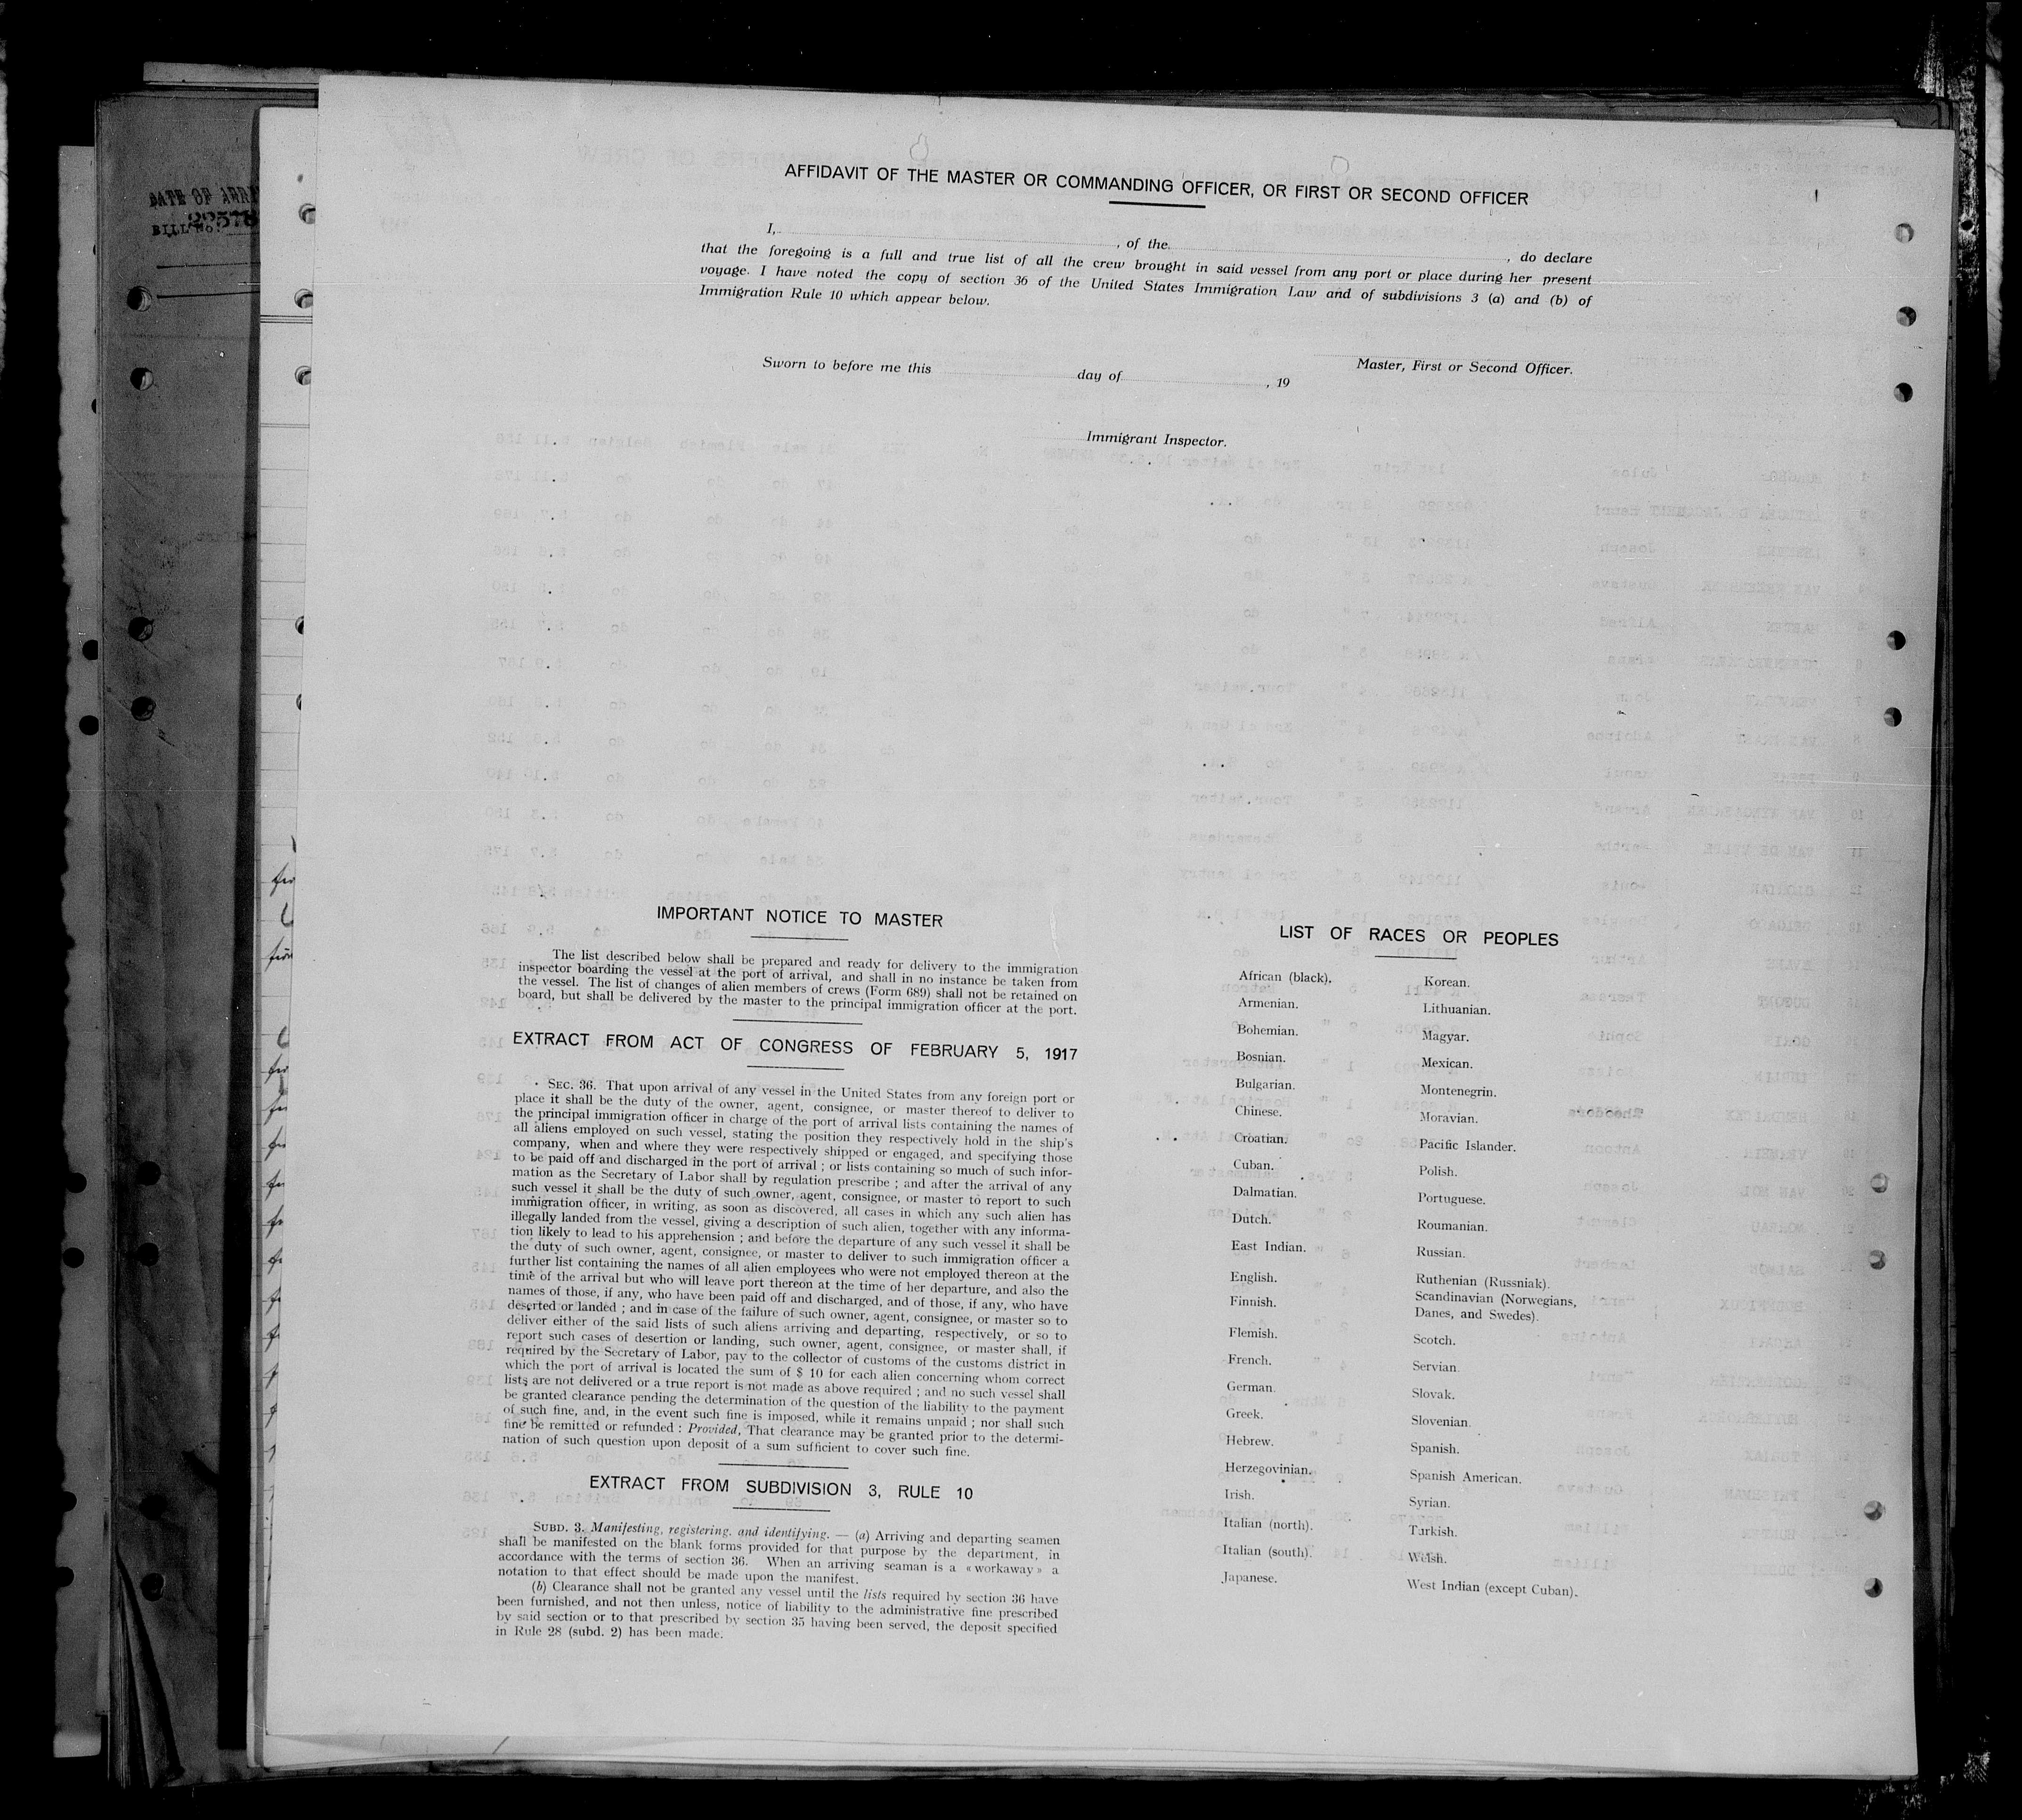 DATE OF ARRI
BILL No.
AFFIDAVIT OF THE MASTER OR COMMANDING OFFICER, OR FIRST OR SECOND OFFICER
I, , of the , do declare
that the foregoing is a full and true list of all the crew brought in said vessel from any port or place during her present
voyage. I have noted the copy of section 36 of the United States Immigration Law and of subdivisions 3 (a) and (b) of
Immigration Rule 10 which appear below.
Master, First or Second Officer.
Sworn to before me this day of , 19
Immigrant Inspector.
IMPORTANT NOTICE TO MASTER
The list described below shall be prepared and ready for delivery to the immigration
inspector boarding the vessel at the port of arrival, and shall in no instance be taken from
the vessel. The list of changes of alien members of crews (Form 689) shall not be retained on
board, but shall be delivered by the master to the principal immigration officer at the port.
EXTRACT FROM ACT OF CONGRESS OF FEBRUARY 5, 1917
SEC. 36. That upon arrival of any vessel in the United States from any foreign port or
place it shall be the duty of the owner, agent, consignee, or master thereof to deliver to
the principal immigration officer in charge of the port of arrival lists containing the names of
all aliens employed on such vessel, stating the position they respectively hold in the ship's
company, when and where they were respectively shipped or engaged, and specifying those
to be paid off and discharged in the port of arrival ; or lists containing so much of such infor-
mation as the Secretary of Labor shall by regulation prescribe ; and after the arrival of any
such vessel it shall be the duty of such owner, agent, consignee, or master to report to such
immigration officer, in writing, as soon as discovered, all cases in which any such alien has
illegally landed from the vessel, giving a description of such alien, together with any informa-
tion likely to lead to his apprehension ; and before the departure of any such vessel it shall be
the duty of such owner, agent, consignee, or master to deliver to such immigration officer a
further list containing the names of all alien employees who were not employed thereon at the
time of the arrival but who will leave port thereon at the time of her departure, and also the
names of those, if any, who have been paid off and discharged, and of those, if any, who have
deserted or landed ; and in case of the failure of such owner, agent, consignee, or master so to
deliver either of the said lists of such aliens arriving and departing, respectively, or so to
report such cases of desertion or landing, such owner, agent, consignee, or master shall, if
required by the Secretary of Labor, pay to the collector of customs of the customs district in
which the port of arrival is located the sum of $ 10 for each alien concerning whom correct
lists are not delivered or a true report is not made as above required ; and no such vessel shall
be granted clearance pending the determination of the question of the liability to the payment
of such fine, and, in the event such fine is imposed, while it remains unpaid ; nor shall such
fine be remitted or refunded : Provided, That clearance may be granted prior to the determi-
nation of such question upon deposit of a sum sufficient to cover such fine.
EXTRACT FROM SUBDIVISION 3, RULE 10
SUBD. 3. Manifesting, registering, and identifying. — (a) Arriving and departing seamen
shall be manifested on the blank forms provided for that purpose by the department, in
accordance with the terms of section 36. When an arriving seaman is a « workaway » a
notation to that effect should be made upon the manifest.
(b) Clearance shall not be granted any vessel until the lists required by section 36 have
been furnished, and not then unless, notice of liability to the administrative fine prescribed
by said section or to that prescribed by section 35 having been served, the deposit specified
in Rule 28 (subd. 2) has been made.
LIST OF RACES OR PEOPLES
African (black).
Armenian.
Bohemian.
Bosnian.
Bulgarian.
Chinese.
Croatian.
Cuban.
Dalmatian.
Dutch.
East Indian.
English.
Finnish.
Flemish.
French.
German.
Greek.
Hebrew.
Herzegovinian.
Irish.
Italian (north).
Italian (south).
Japanese.
Korean.
Lithuanian.
Magyar.
Mexican.
Montenegrin.
Moravian.
Pacific Islander.
Polish.
Portuguese.
Roumanian.
Russian.
Ruthenian (Russniak).
Scandinavian (Norwegians,
Danes, and Swedes).
Scotch.
Servian.
Slovak.
Slovenian.
Spanish.
Spanish American.
Syrian.
Turkish.
Welsh.
West Indian (except Cuban).